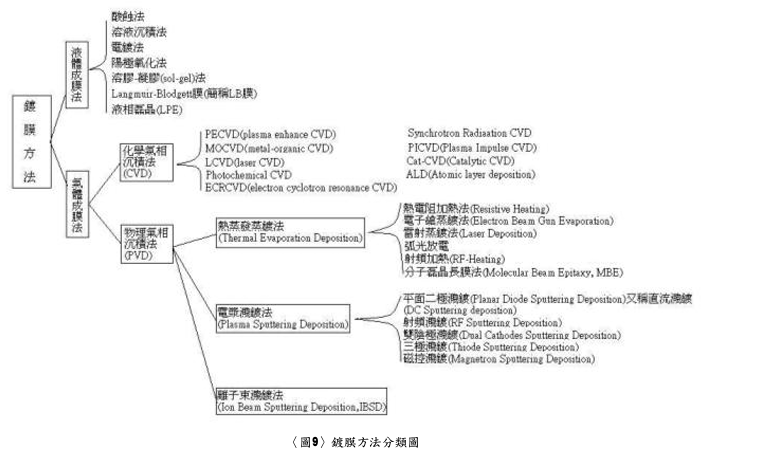 鍍膜方法
液體成膜法
酸蝕法
溶液沉積法
電鍍法
陽極氧化法
溶膠-凝膠(sol-gel)法
Langmuir-Blodgett膜(簡稱LB膜)
液相磊晶(LPE)
氣體成膜法
化學氣相
沉積法
(CVD)
PECVD(plasma enhance CVD)
MOCVD(metal-organic CVD)
LCVD(laser CVD)
Photochemical CVD
ECRCVD(electron cyclotron resonance CVD)
Synchrotron Radisation CVD
PICVD(Plasma Impulse CVD)
Cat-CVD(Catalytic CVD)
ALD(Atomic layer deposition)
物理氣相
沉積法
(PVD)
熱蒸發蒸鍍法
(Thermal Evaporation Deposition)
熱電阻加熱法(Resistive Heating)
電子鎗蒸鍍法(Electron Beam Gun Evaporation)
雷射蒸鍍法(Laser Deposition)
弧光放電
射頻加熱(RF-Heating)
分子磊晶長膜法(Molecular Beam Epitaxy, MBE)
電漿濺鍍法
(Plasma Sputtering Deposition)
平面二極濺鍍(Planar Diode Sputtering Deposition)又稱直流濺鍍
(DC Sputtering deposition)
射頻濺鍍(RF Sputtering Deposition)
雙陰極濺鍍(Dual Cathodes Sputtering Deposition)
三極濺鍍(Thiode Sputtering Deposition)
磁控濺鍍(Magnetron Sputtering Deposition)
離子束濺鍍法
(Ion Beam Sputtering Deposition,IBSD)
〈圖9〉鍍膜方法分類圖